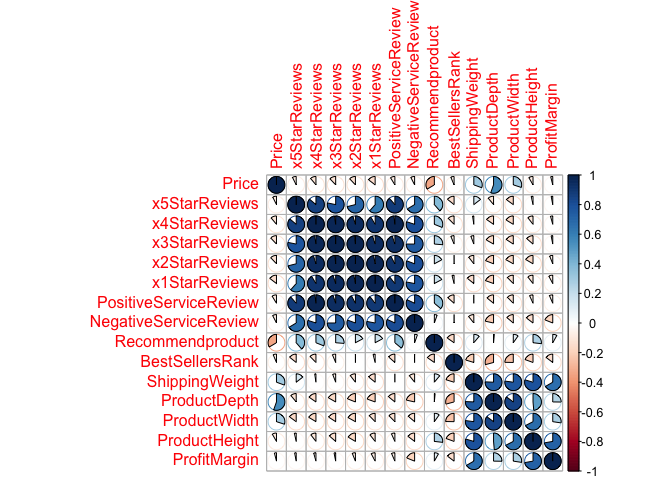 Price
x5StarReviews
x4StarReviews
x3StarReviews
x2StarReviews
x1StarReviews
PositiveServiceReview
NegativeServiceReview
Recommendproduct
BestSellersRank
ShippingWeight
ProductDepth
ProductWidth
ProductHeight
ProfitMargin
Price
x5StarReviews
x4StarReviews
x3StarReviews
x2StarReviews
x1StarReviews
PositiveServiceReview
NegativeServiceReview
Recommendproduct
BestSellersRank
ShippingWeight
ProductDepth
ProductWidth
ProductHeight
ProfitMargin
1
0.8
0.6
0.4
0.2
0
-0.2
-0.4
-0.6
-0.8
-1